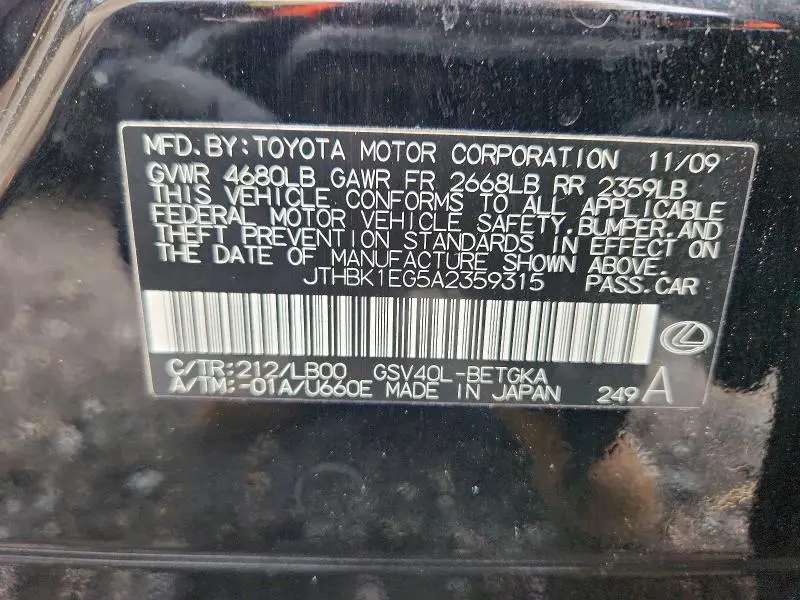 MFD.BY:TOYOTA MOTOR CORPORATION 11/09
GVWR 4680LB GAWR FR 2668LB RR 2359LB
THIS VEHICLE CONFORMS TO ALL APPLICABLE
FEDERAL MOTOR VEHICLE SAFETY,BUMPER,AND
THEFT PREVENTION STANDARDS IN EFFECT ON
THE DATE OF MANUFACTURE SHOWN ABOVE.
JTHBK1EG5A2359315 PASS.CAR
C/TR:212/LB00 GSV40L-BETGKA
A/TM:-01A/U660E MADE IN JAPAN 249 A